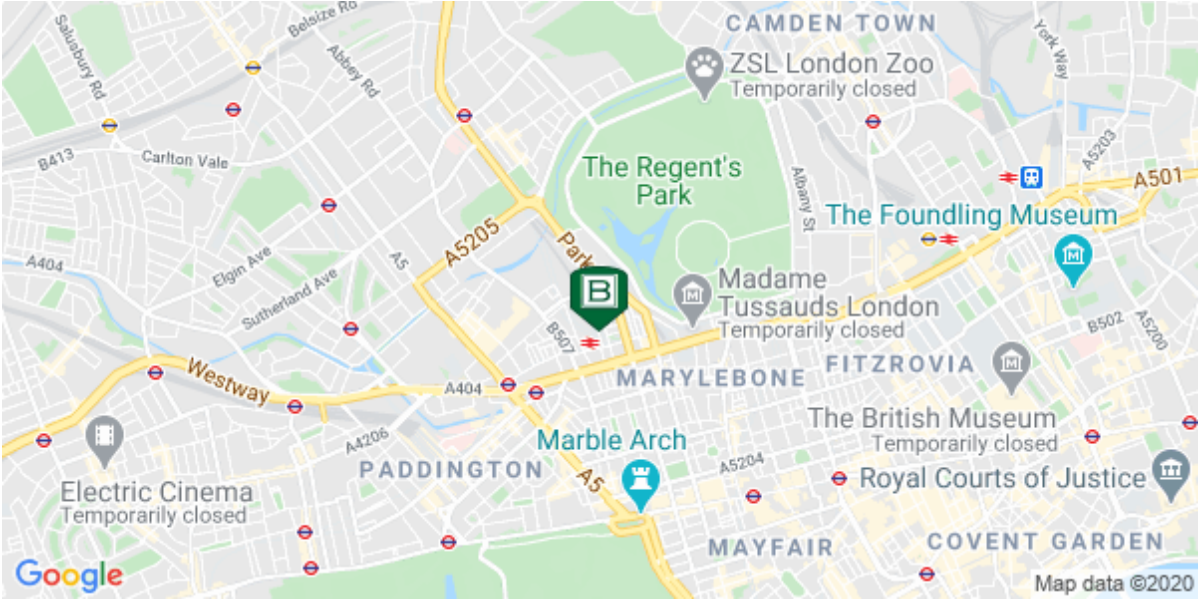 Belsize Rd
CAMDEN TOWN
Salusbury Rd
Abbey Rd
York Way
ZSL London Zoo
Temporarily closed
B413
Carlton Vale
A5203
The Regent's
Park
Albany St
A501
The Foundling Museum
A5205
Park
A404
Elgin Ave
A5
Sutherland Ave
B
Madame
Tussauds London
Temporarily closed
B507
B502
A5200
Westway
A404
MARYLEBONE
FITZROVIA
The British Museum
Temporarily closed
A4206
Marble Arch
PADDINGTON
A5
A5204
Royal Courts of Justice
Electric Cinema
Temporarily closed
MAYFAIR
COVENT GARDEN
Google
Map data ©2020